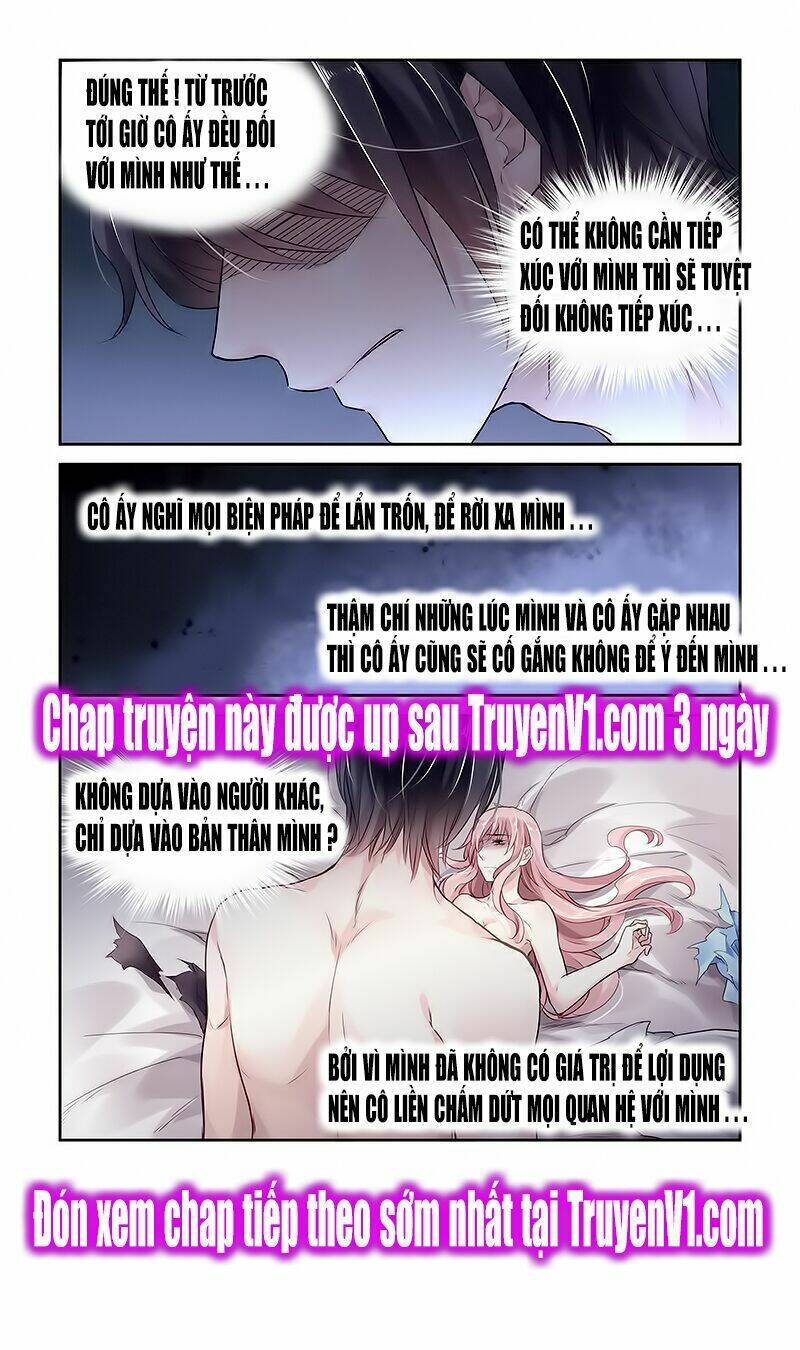 ĐÚNG THẾ ! TỪ TRƯỚC
TỚI GIỜ CÔ ẤY ĐỀU ĐỐI
VỚI MÌNH NHƯ THẾ . . .
CÓ THỂ KHÔNG CẦN TIẾP
XÚC VỚI MÌNH THÌ SẼ TUYỆT
ĐỐI KHÔNG TIẾP XÚC . . .
CÔ ẤY NGHĨ MỌI BIỆN PHÁP ĐỂ LẨN TRỐN, ĐỂ RỜI XA MÌNH . . .
THẬM CHÍ NHỮNG LÚC MÌNH VÀ CÔ ẤY GẶP NHAU
THÌ CÔ ẤY CŨNG SẼ CỐ GẮNG KHÔNG ĐỂ Ý ĐẾN MÌNH . . .
Chap truyện này được up sau TruyenV1.com 3 ngày
KHÔNG DỰA VÀO NGƯỜI KHÁC,
CHỈ DỰA VÀO BẢN THÂN MÌNH ?
BỞI VÌ MÌNH ĐÃ KHÔNG CÓ GIÁ TRỊ ĐỂ LỢI DỤNG
NÊN CÔ LIỀN CHẤM DỨT MỌI QUAN HỆ VỚI MÌNH . . .
Đón xem chap tiếp theo sớm nhất tại TruyenV1.com